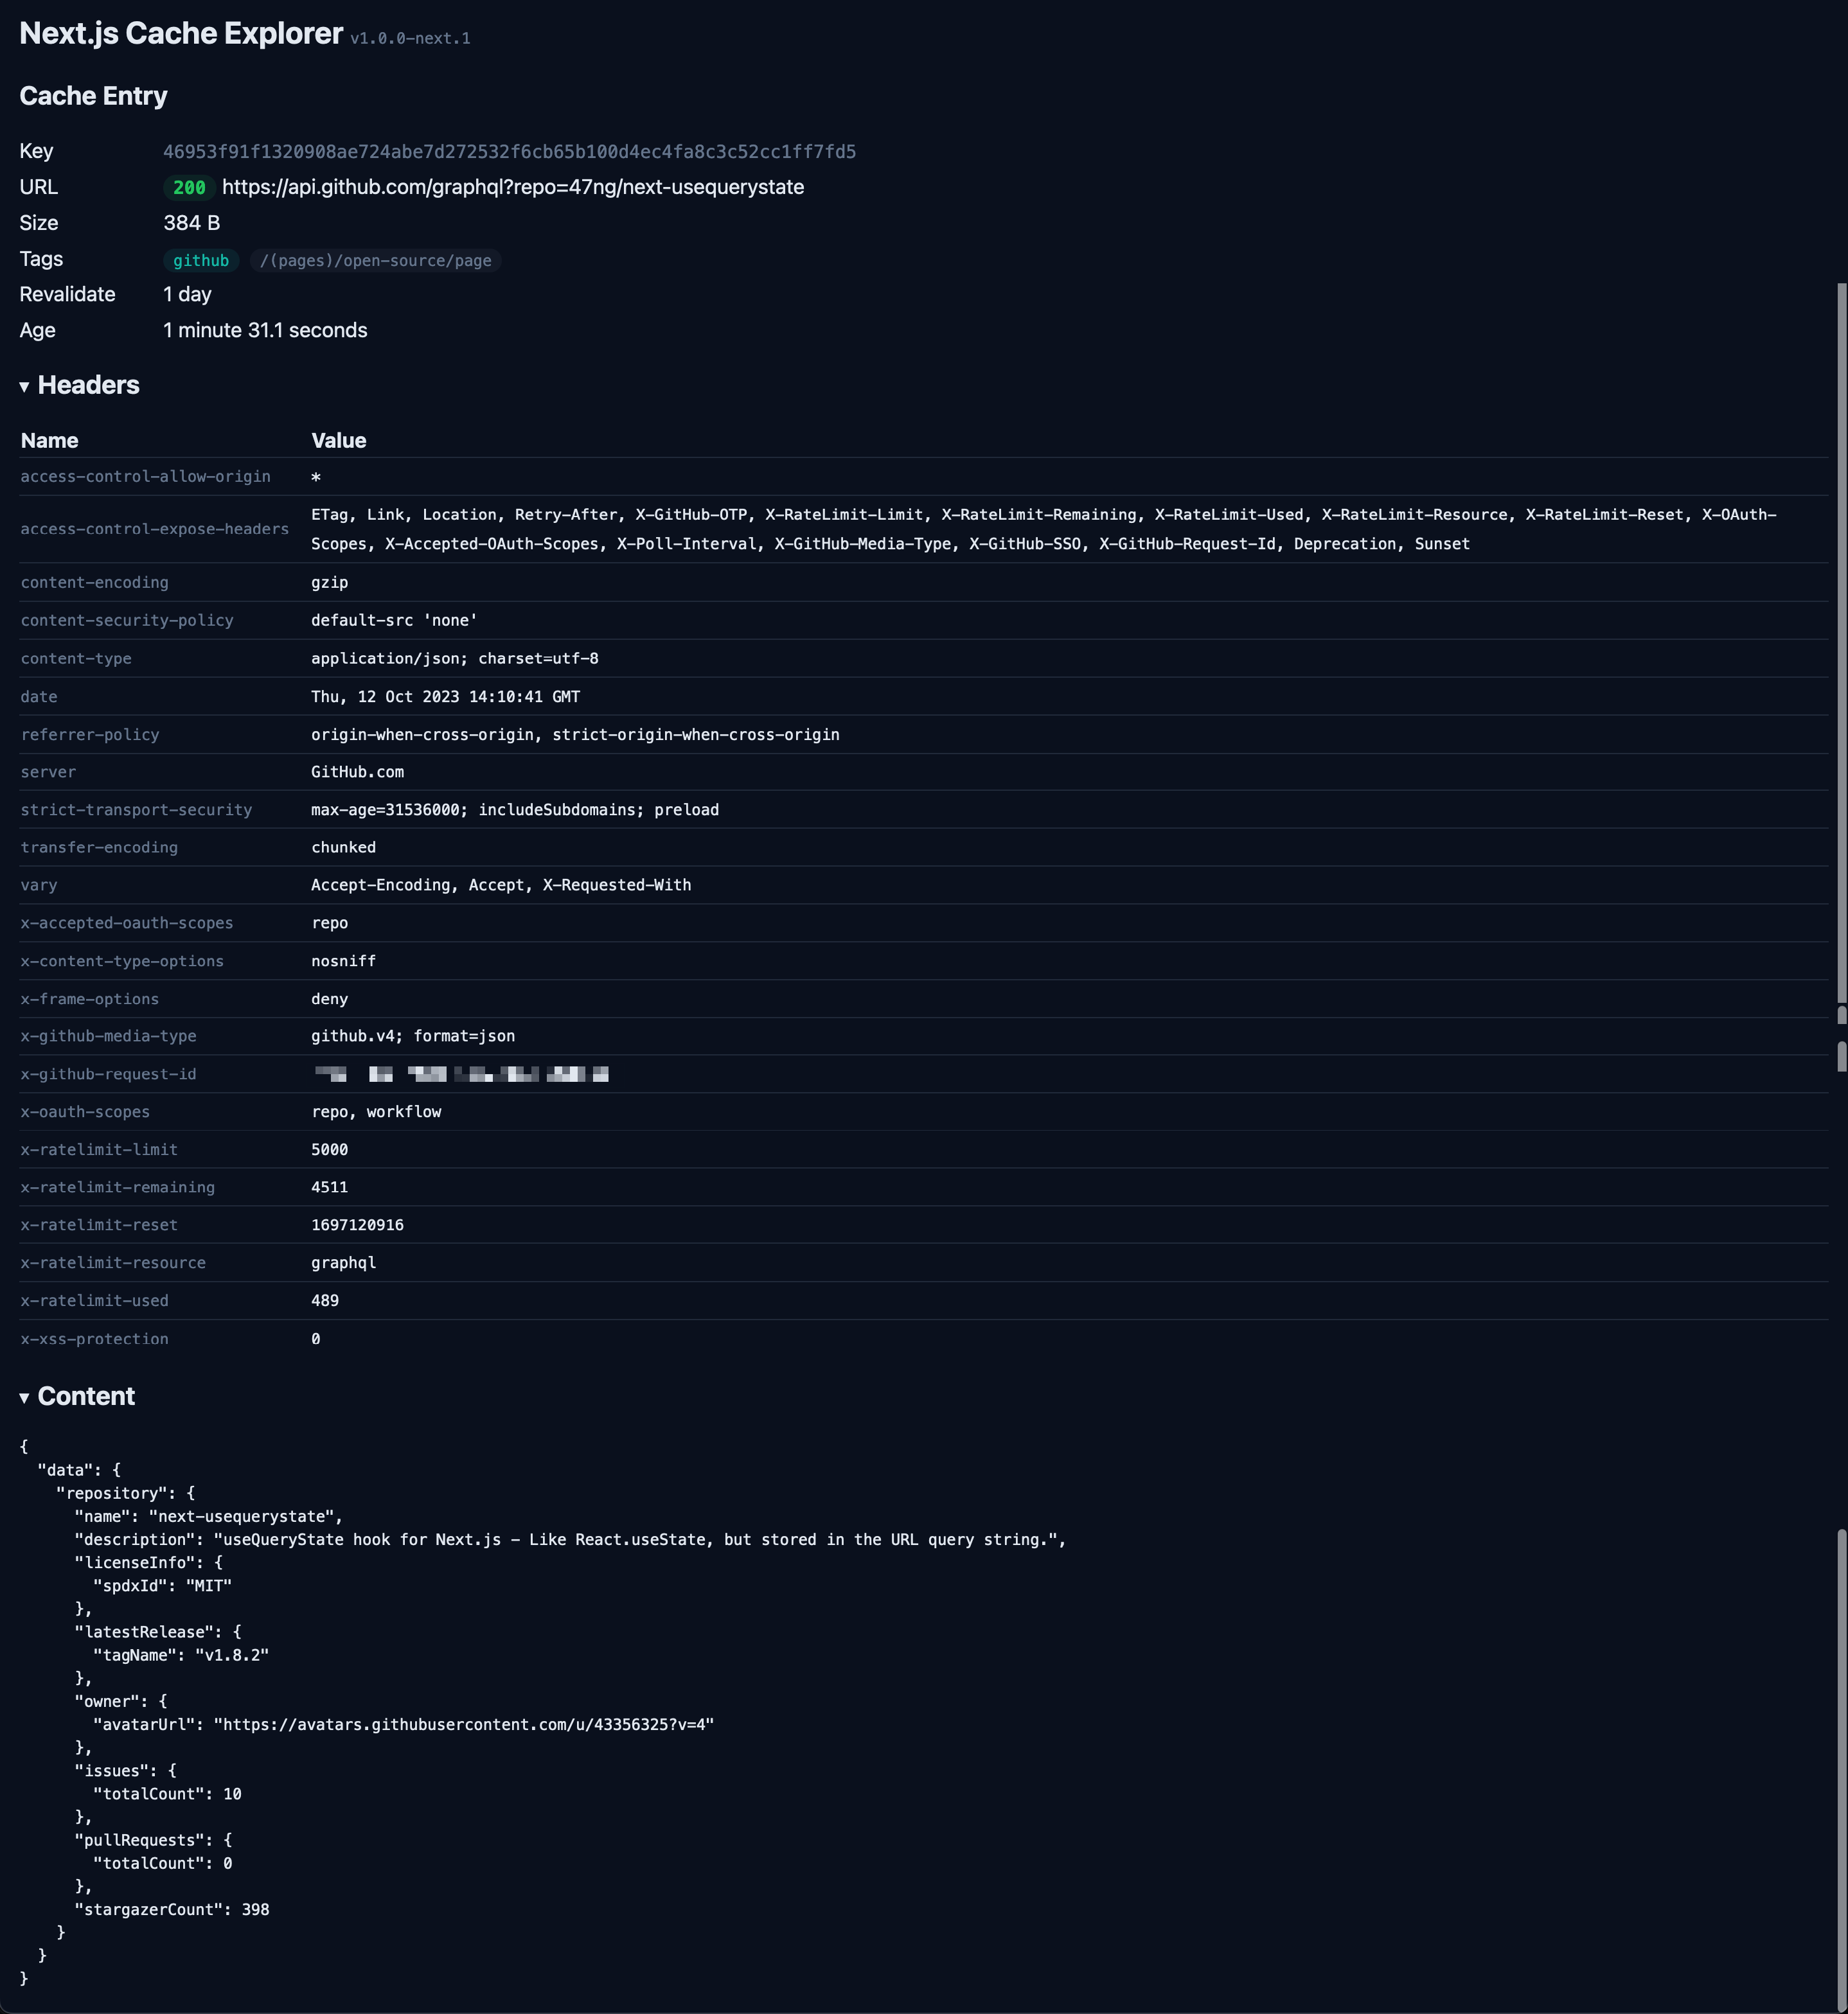 Next.js Cache Explorer v1.0.0-next.1
Cache Entry
Key 46953f91f1320908ae724abe7d272532f6cb65b100d4ec4fa8c3c52cc1ff7fd5
URL 200 https://api.github.com/graphql?repo=47ng/next-usequerystate
Size 384 B
Tags github /(pages)/open-source/page
Revalidate 1 day
Age 1 minute 31.1 seconds
▾ Headers
Name Value
access-control-allow-origin *
access-control-expose-headers ETag, Link, Location, Retry-After, X-GitHub-OTP, X-RateLimit-Limit, X-RateLimit-Remaining, X-RateLimit-Used, X-RateLimit-Resource, X-RateLimit-Reset, X-OAuth-
Scopes, X-Accepted-OAuth-Scopes, X-Poll-Interval, X-GitHub-Media-Type, X-GitHub-SSO, X-GitHub-Request-Id, Deprecation, Sunset
content-encoding gzip
content-security-policy default-src 'none'
content-type application/json; charset=utf-8
date Thu, 12 Oct 2023 14:10:41 GMT
referrer-policy origin-when-cross-origin, strict-origin-when-cross-origin
server GitHub.com
strict-transport-security max-age=31536000; includeSubdomains; preload
transfer-encoding chunked
vary Accept-Encoding, Accept, X-Requested-With
x-accepted-oauth-scopes repo
x-content-type-options nosniff
x-frame-options deny
x-github-media-type github.v4; format=json
x-github-request-id
x-oauth-scopes repo, workflow
x-ratelimit-limit 5000
x-ratelimit-remaining 4511
x-ratelimit-reset 1697120916
x-ratelimit-resource graphql
x-ratelimit-used 489
x-xss-protection 0
▾ Content
{
  "data": {
    "repository": {
      "name": "next-usequerystate",
      "description": "useQueryState hook for Next.js - Like React.useState, but stored in the URL query string.",
      "licenseInfo": {
        "spdxId": "MIT"
      },
      "latestRelease": {
        "tagName": "v1.8.2"
      },
      "owner": {
        "avatarUrl": "https://avatars.githubusercontent.com/u/43356325?v=4"
      },
      "issues": {
        "totalCount": 10
      },
      "pullRequests": {
        "totalCount": 0
      },
      "stargazerCount": 398
    }
  }
}